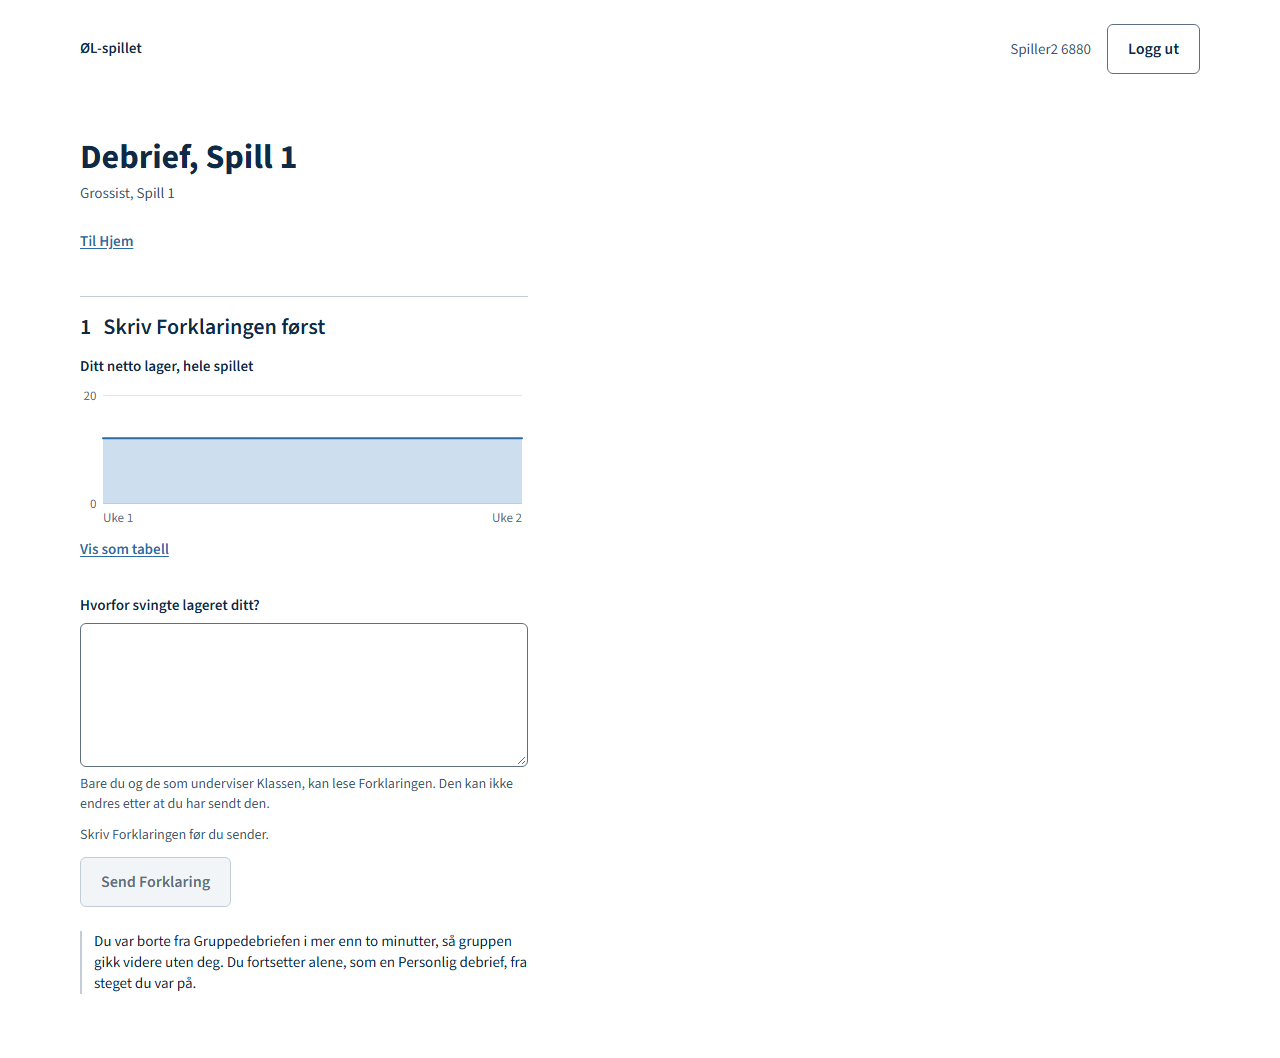 ØL-spillet
Spiller2 6880
Logg ut
Debrief, Spill 1
Grossist, Spill 1
Til Hjem
1 Skriv Forklaringen først
Ditt netto lager, hele spillet
20
0
Uke 1
Uke 2
Vis som tabell
Hvorfor svingte lageret ditt?
Bare du og de som underviser Klassen, kan lese Forklaringen. Den kan ikke
endres etter at du har sendt den.
Skriv Forklaringen før du sender.
Send Forklaring
Du var borte fra Gruppedebriefen i mer enn to minutter, så gruppen
gikk videre uten deg. Du fortsetter alene, som en Personlig debrief, fra
steget du var på.